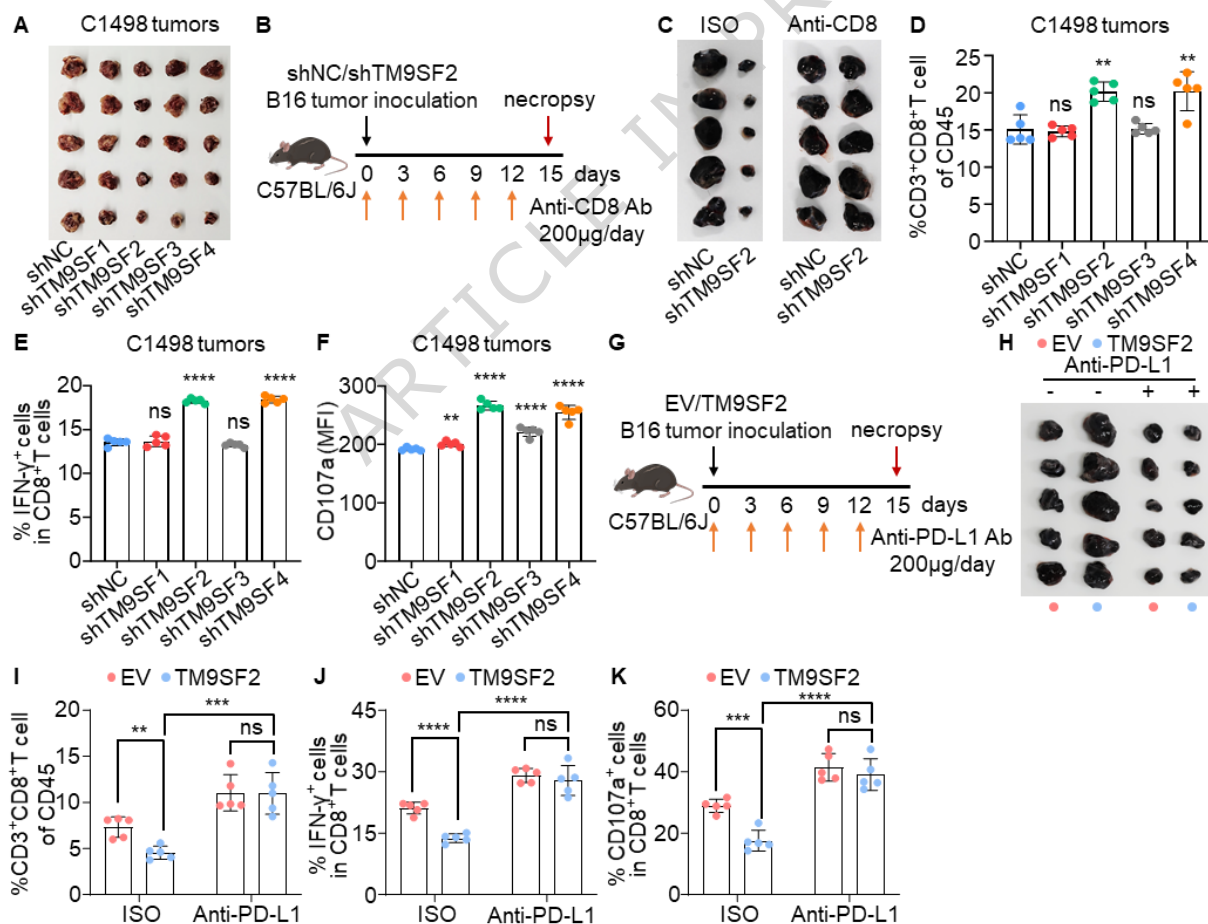 A
C1498 tumors
shNC
shTM9SF1
shTM9SF2
shTM9SF3
shTM9SF4
B
shNC/shTM9SF2
B16 tumor inoculation
necropsy
C57BL/6J
0 3 6 9 12 15 days
Anti-CD8 Ab
200μg/day
C
ISO Anti-CD8
shNC
shTM9SF2
shNC
shTM9SF2
D
C1498 tumors
%CD3+CD8+T cell
of CD45
25
20
15
10
5
0
ns
**
ns
**
shNC
shTM9SF1
shTM9SF2
shTM9SF3
shTM9SF4
E
C1498 tumors
% IFN-γ+ cells
in CD8+T cells
20
15
10
5
0
ns
****
ns
****
shNC
shTM9SF1
shTM9SF2
shTM9SF3
shTM9SF4
F
C1498 tumors
CD107a (MFI)
300
200
100
0
**
****
****
****
shNC
shTM9SF1
shTM9SF2
shTM9SF3
shTM9SF4
G
EV/TM9SF2
B16 tumor inoculation
necropsy
C57BL/6J
0 3 6 9 12 15 days
Anti-PD-L1 Ab
200μg/day
H
EV TM9SF2
Anti-PD-L1
- - + +
I
EV TM9SF2
%CD3+CD8+T cell
of CD45
20
15
10
5
0
**
***
ns
ISO Anti-PD-L1
J
EV TM9SF2
% IFN-γ+ cells
in CD8+T cells
45
30
15
0
****
****
ns
ISO Anti-PD-L1
K
EV TM9SF2
% CD107a+ cells
in CD8+T cells
60
40
20
0
***
****
ns
ISO Anti-PD-L1
ARTICLE IN PR